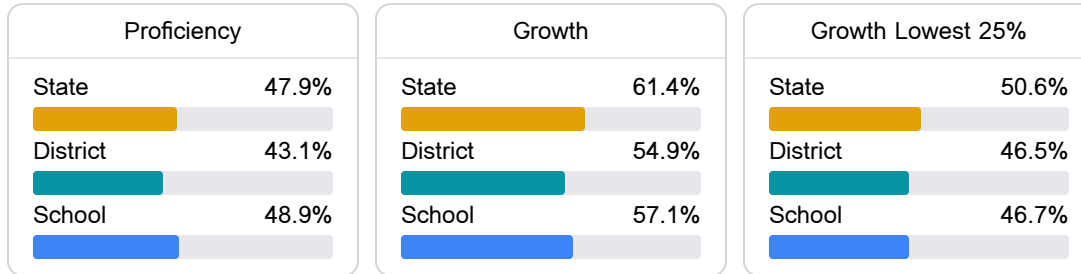 Proficiency
State 47.9%
District 43.1%
School 48.9%
Growth
State 61.4%
District 54.9%
School 57.1%
Growth Lowest 25%
State 50.6%
District 46.5%
School 46.7%